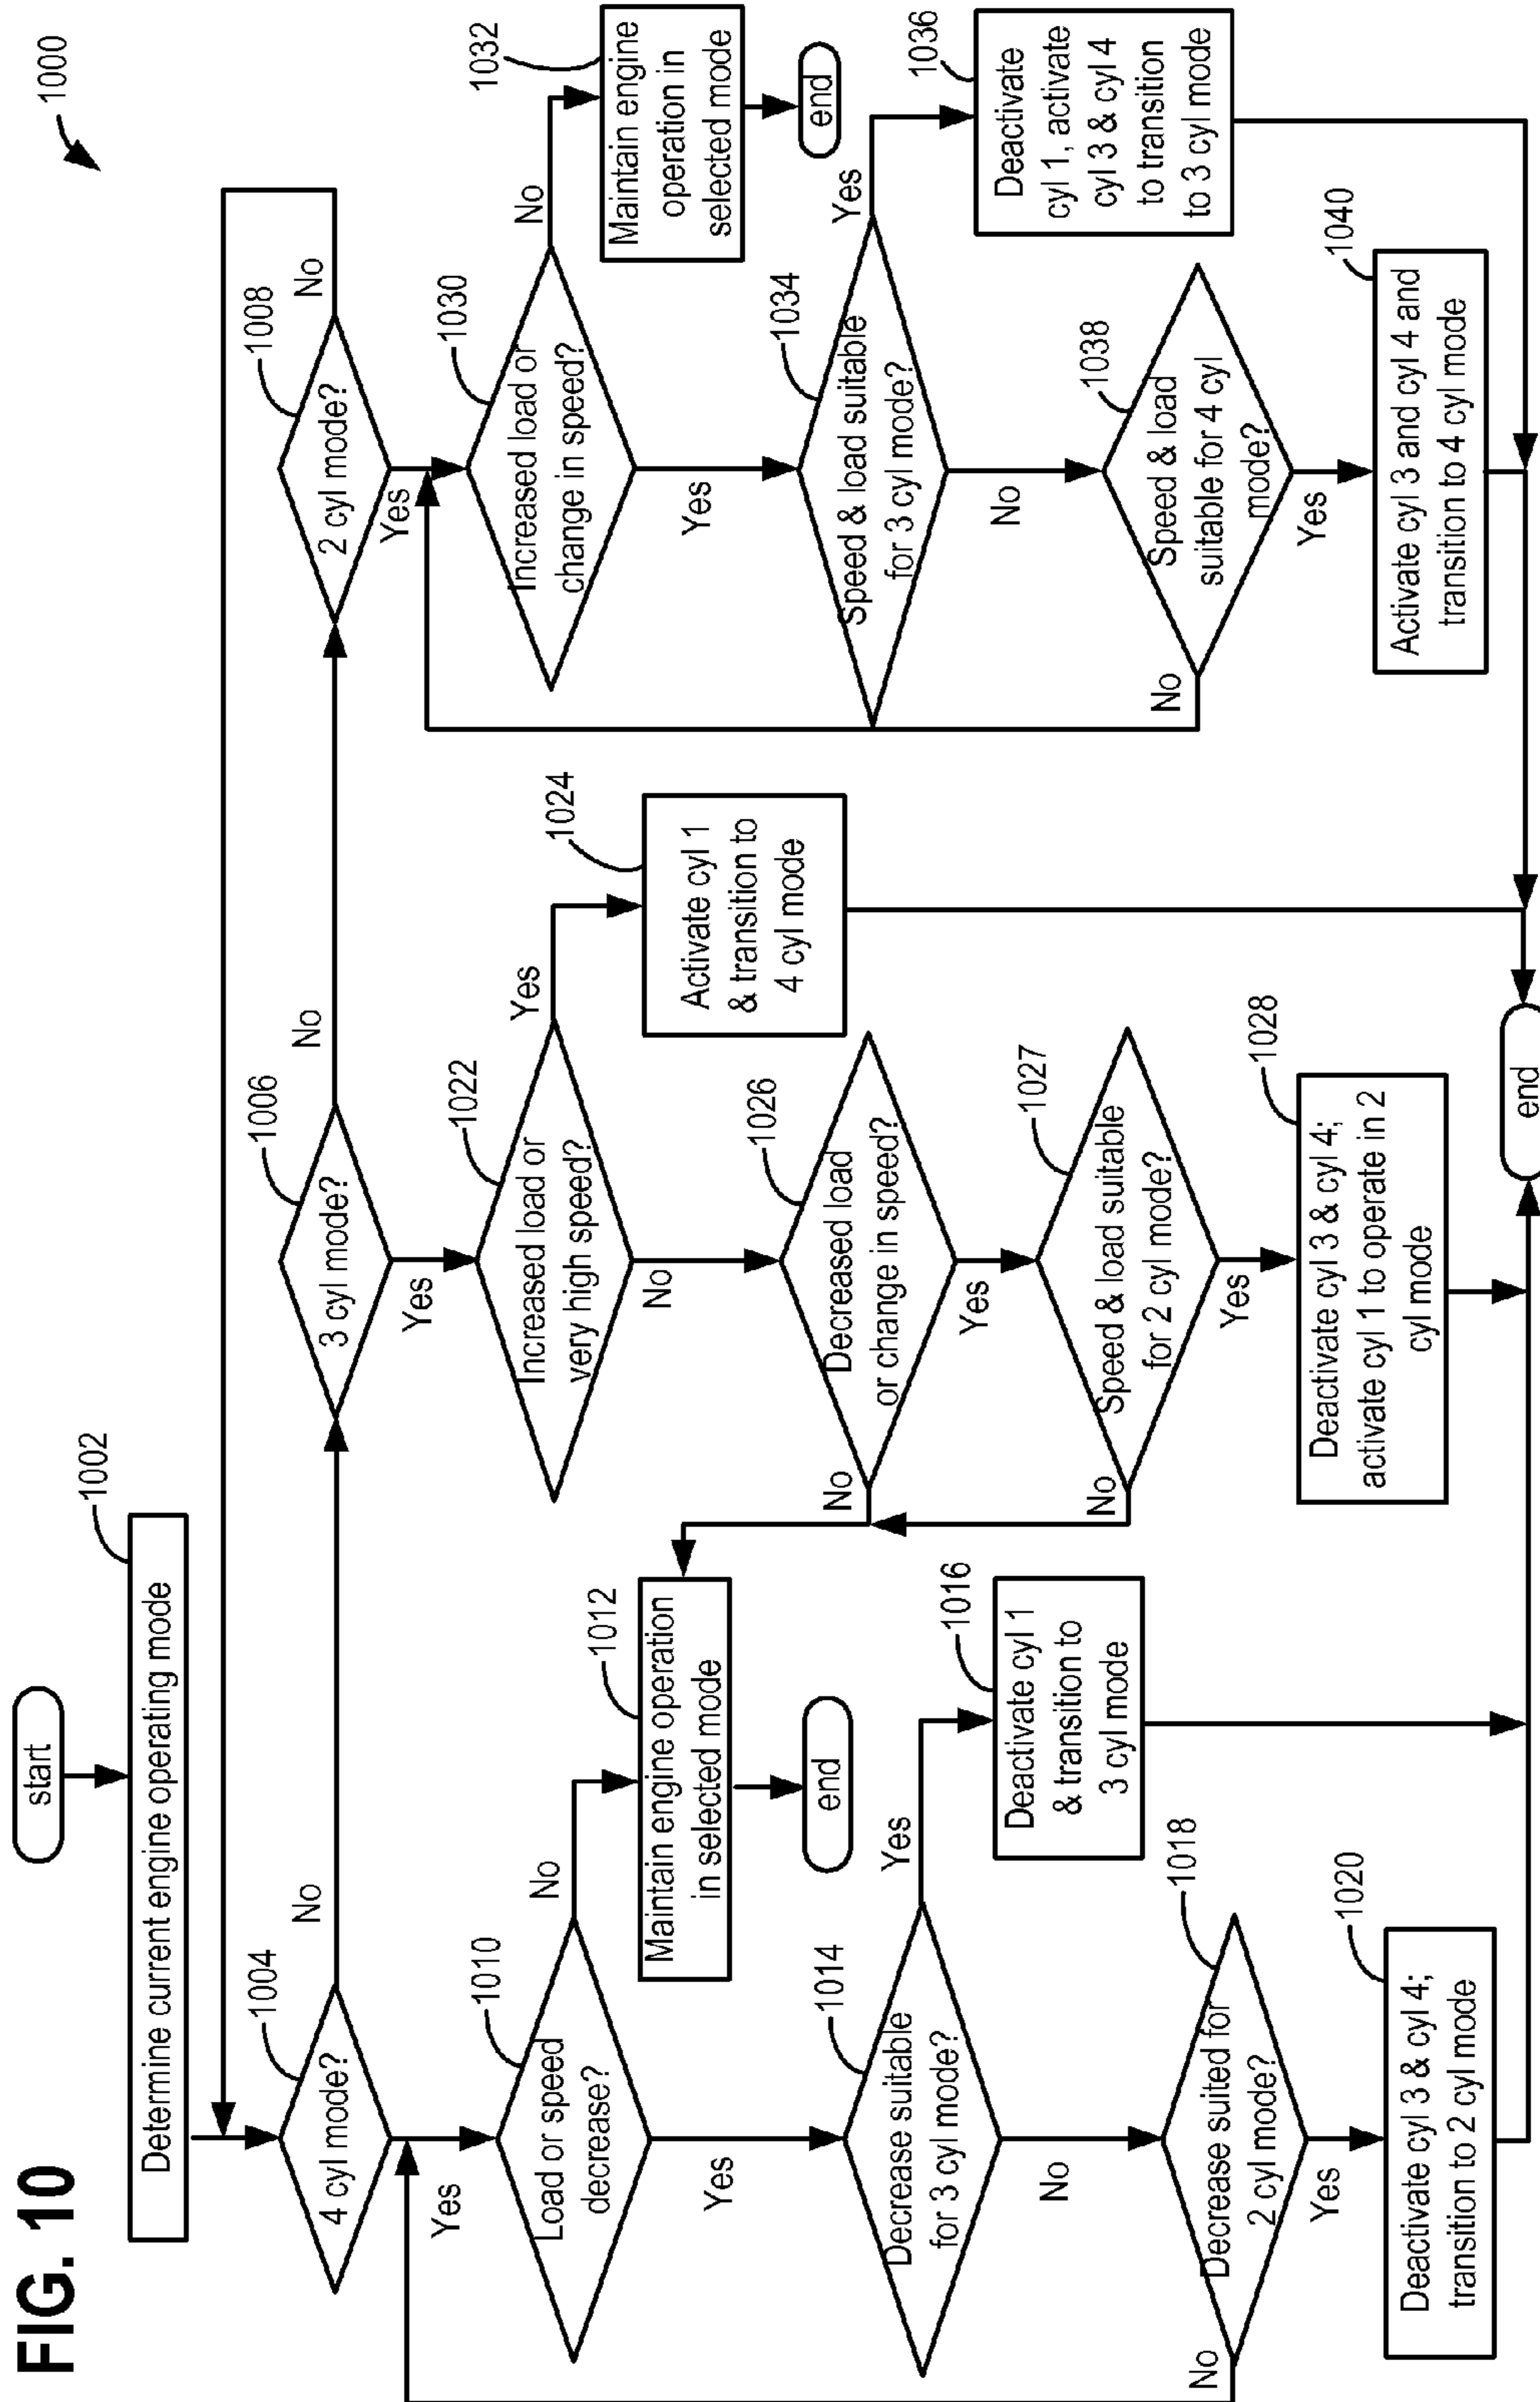 FIG. 10
1000
start
Determine current engine operating mode
1002
4 cyl mode?
1004
No
Yes
3 cyl mode?
1006
No
Yes
2 cyl mode?
1008
No
Yes
Load or speed
decrease?
1010
No
Yes
Maintain engine operation
in selected mode
1012
end
Decrease suitable
for 3 cyl mode?
1014
Yes
No
Deactivate cyl 1
& transition to
3 cyl mode
1016
Decrease suited for
2 cyl mode?
1018
No
Yes
Deactivate cyl 3 & cyl 4;
transition to 2 cyl mode
1020
Increased load or
very high speed?
1022
Yes
No
Activate cyl 1
& transition to
4 cyl mode
1024
Decreased load
or change in speed?
1026
No
Yes
Speed & load suitable
for 2 cyl mode?
1027
No
Yes
Deactivate cyl 3 & cyl 4;
activate cyl 1 to operate in 2
cyl mode
1028
Increased load or
change in speed?
1030
No
Yes
Maintain engine
operation in
selected mode
1032
end
Speed & load suitable
for 3 cyl mode?
1034
Yes
No
Deactivate
cyl 1, activate
cyl 3 & cyl 4
to transition
to 3 cyl mode
1036
Speed & load
suitable for 4 cyl
mode?
1038
No
Yes
Activate cyl 3 and cyl 4 and
transition to 4 cyl mode
1040
end